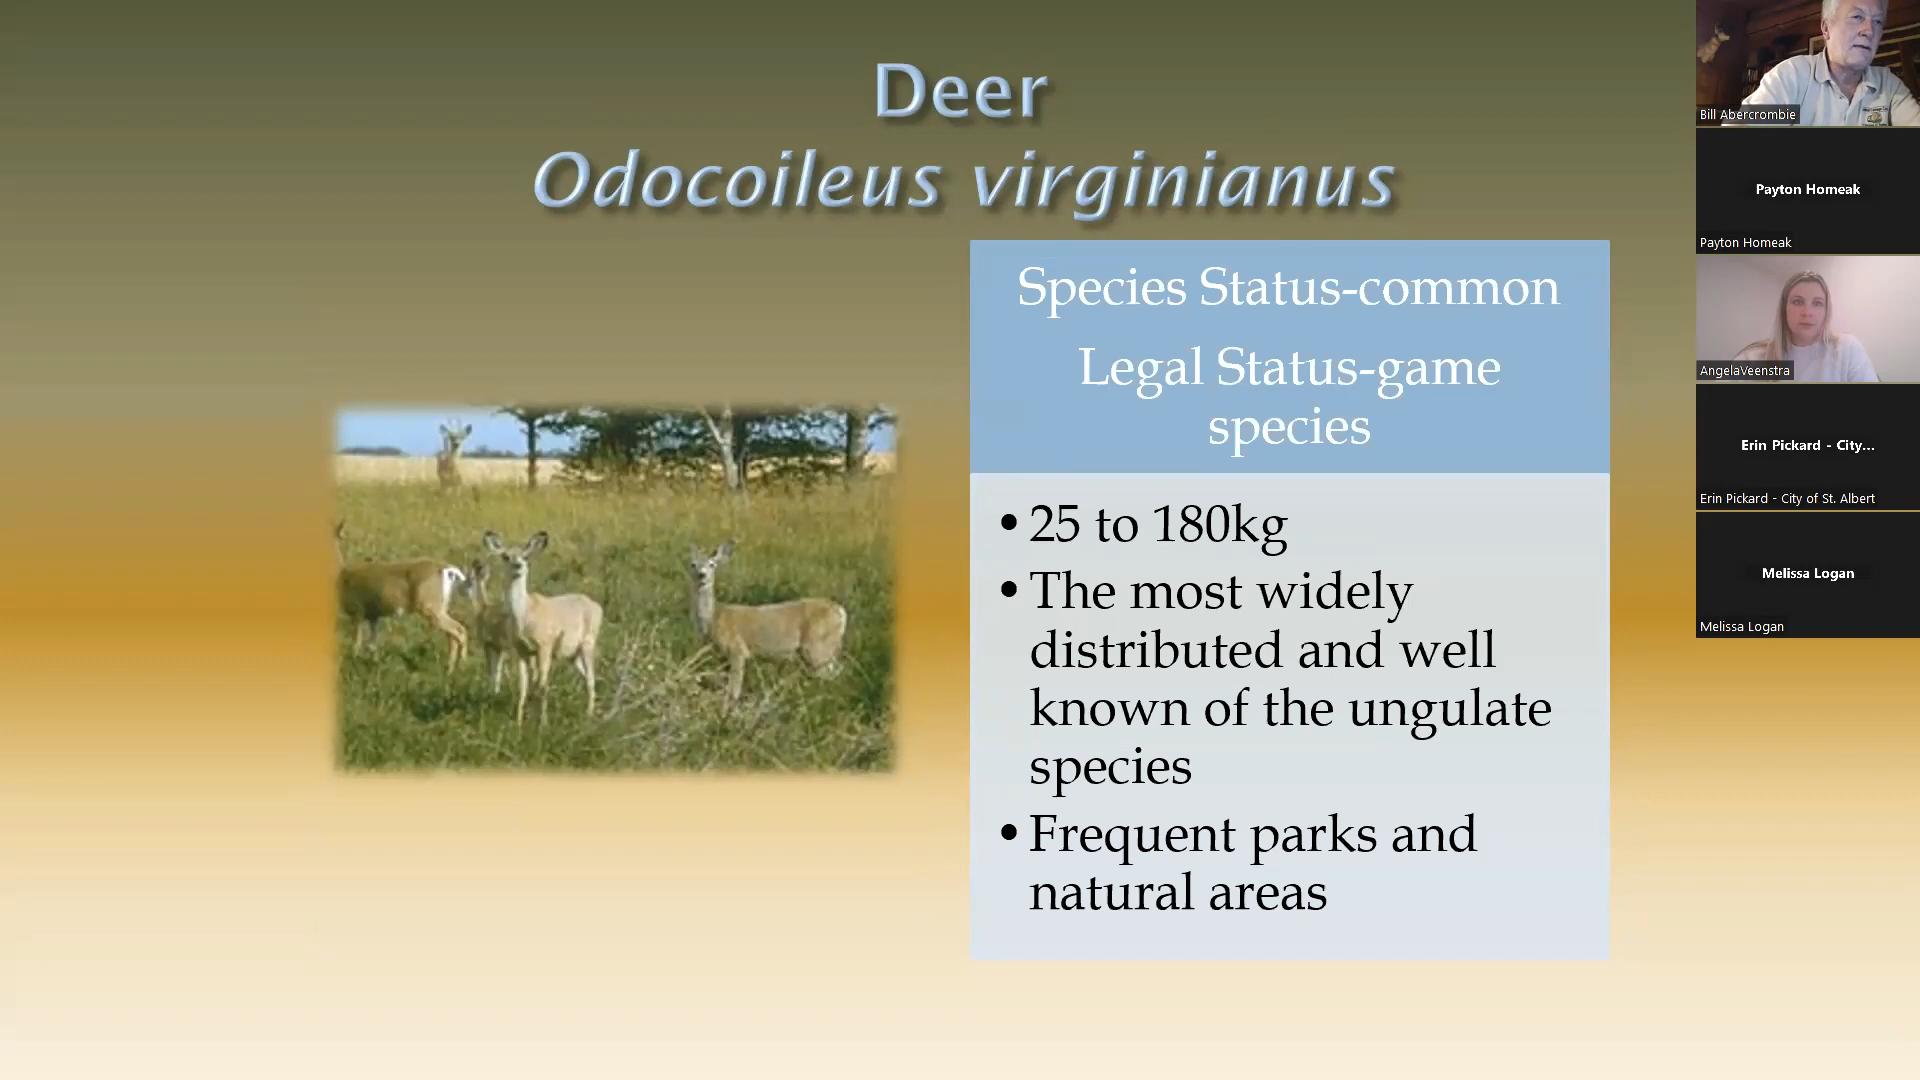 Deer
Odocoileus virginianus
Species Status-common
Legal Status-game
species
•25 to 180kg
•The most widely
distributed and well
known of the ungulate
species
•Frequent parks and
natural areas
Bill Abercrombie
Payton Homeak
Payton Homeak
AngelaVeenstra
Erin Pickard - City...
Erin Pickard - City of St. Albert
Melissa Logan
Melissa Logan